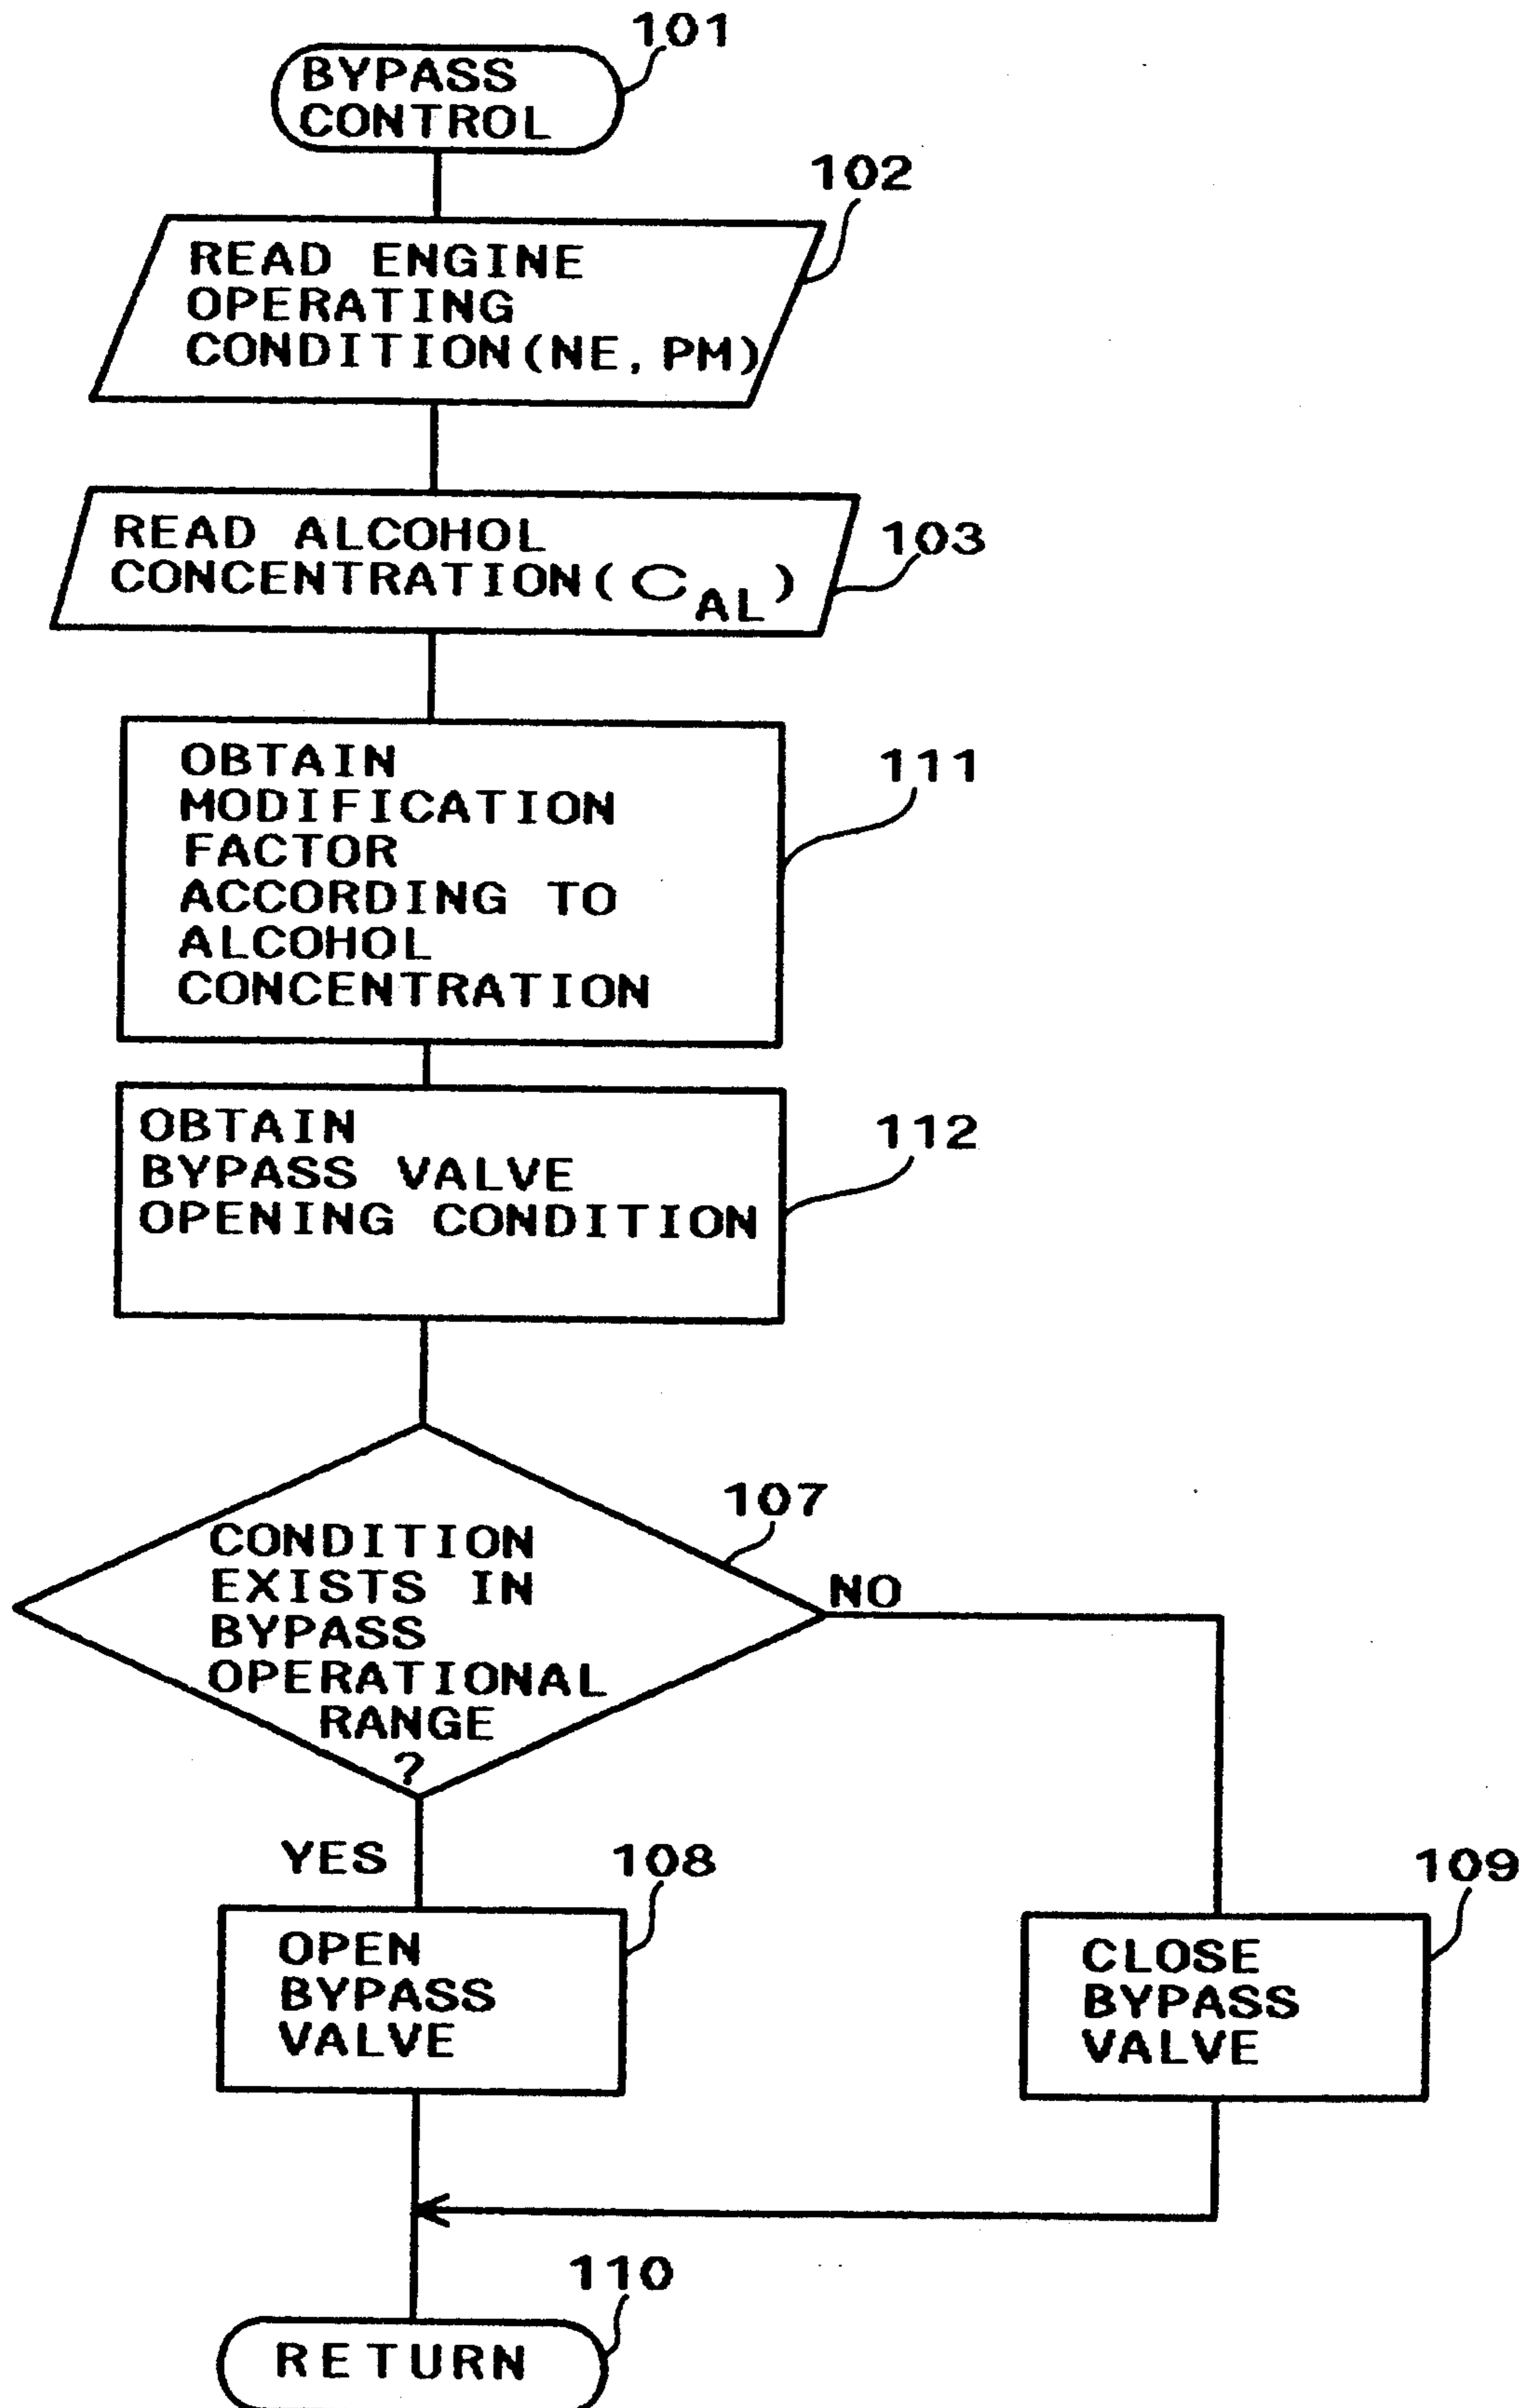 101
BYPASS
CONTROL
102
READ ENGINE
OPERATING
CONDITION(NE, PM)
103
READ ALCOHOL
CONCENTRATION(CAL)
111
OBTAIN
MODIFICATION
FACTOR
ACCORDING TO
ALCOHOL
CONCENTRATION
112
OBTAIN
BYPASS VALVE
OPENING CONDITION
107
CONDITION
EXISTS IN
BYPASS
OPERATIONAL
RANGE
?
NO
YES
108
OPEN
BYPASS
VALVE
109
CLOSE
BYPASS
VALVE
110
RETURN